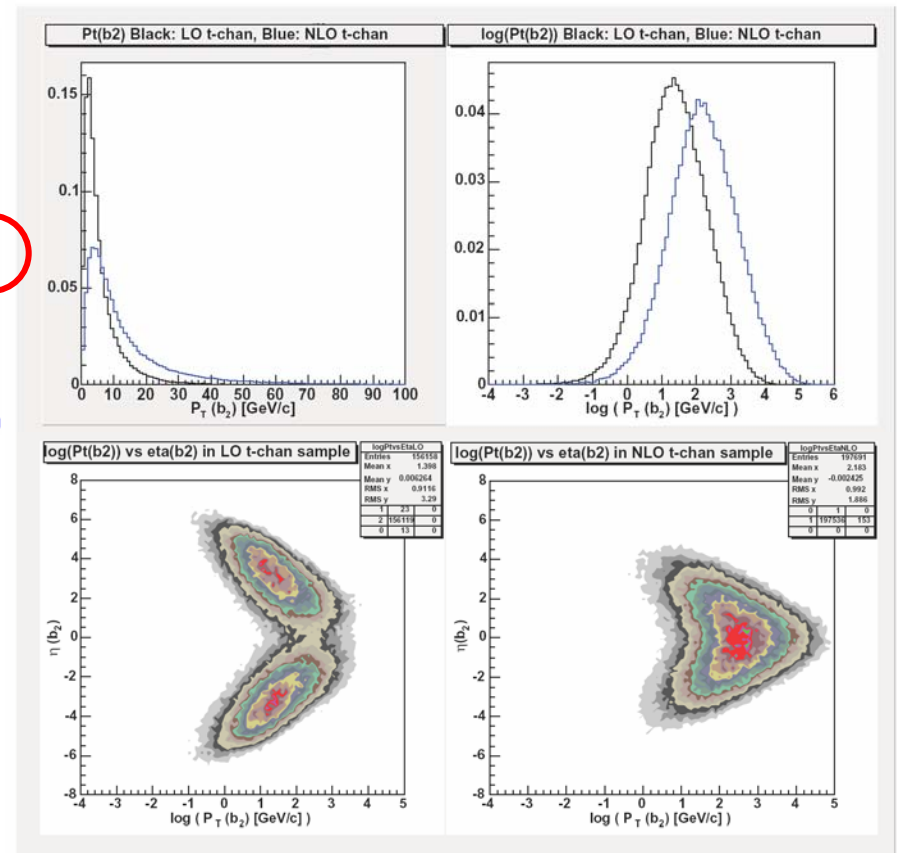 Pt(b2) Black: LO t-chan, Blue: NLO t-chan
0.15
0.1
0.05
0
0 10 20 30 40 50 60 70 80 90 100
P_T (b_2) [GeV/c]
log(Pt(b2)) Black: LO t-chan, Blue: NLO t-chan
0.04
0.03
0.02
0.01
0
-4 -3 -2 -1 0 1 2 3 4 5 6
log ( P_T (b_2) [GeV/c] )
log(Pt(b2)) vs eta(b2) in LO t-chan sample
logPtvsEtaLO
Entries 156158
Mean x 1.398
Mean y 0.006264
RMS x 0.9116
RMS y 3.29
1 23 0
2 156119 0
0 13 0
8
6
4
2
0
-2
-4
-6
-8
η (b_2)
-4 -3 -2 -1 0 1 2 3 4 5
log ( P_T (b_2) [GeV/c] )
log(Pt(b2)) vs eta(b2) in NLO t-chan sample
logPtvsEtaNLO
Entries 197691
Mean x 2.183
Mean y -0.002425
RMS x 0.992
RMS y 1.886
0 1 0
1 197536 153
0 0 0
8
6
4
2
0
-2
-4
-6
-8
η(b_2)
-4 -3 -2 -1 0 1 2 3 4 5
log ( P_T (b_2) [GeV/c] )